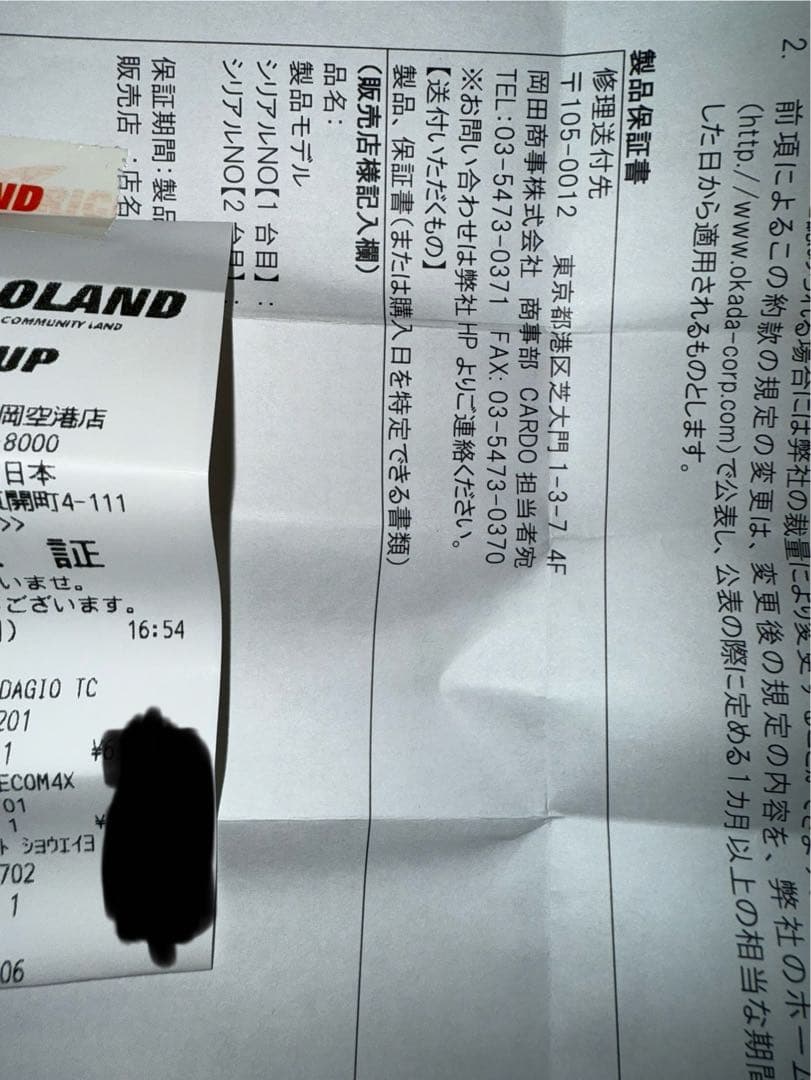 2. 前項によるこの約款の規定の変更は、変更後の規定の内容を、弊社のホーム
(http://www.okada-corp.com)で公表し、公表の際に定める1カ月以上の相当な期間
した日から適用されるものとします。
製品保証書
修理送付先
〒105-0012 東京都港区芝大門 1-3-7 4F
岡田商事株式会社 商事部 CARDO 担当者宛
TEL:03-5473-0371 FAX: 03-5473-0370
※お問い合わせは弊社 HP よりご連絡ください。
【送付いただくもの】
製品、保証書(または購入日を特定できる書類)
(販売店様記入欄)
品名:
製品モデル
シリアルNO【1 台目】:
シリアルNO【2 台目】:
保証期間:製品
販売店 :店名
ND
OLAND
COMMUNITY LAND
UP
岡空港店
-8000
日本
開町4-111
>>
証
いませ。
ございます。
16:54
DAGIO TC
201
1 ¥6
ECOM4X
01
1 ¥
ト ショウエイヨ
702
1
06